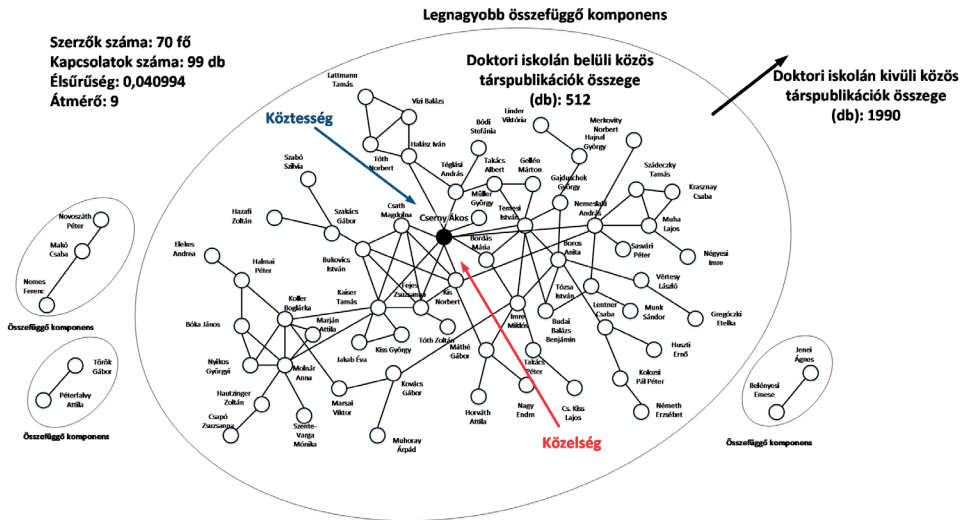 Legnagyobb összefüggő komponens
Szerzők száma: 70 fő
Kapcsolatok száma: 99 db
Élsűrűség: 0,040994
Átmérő: 9
Doktori iskolán belüli közös
társpublikációk összege
(db): 512
Doktori iskolán kivüli közös
társpublikációk összege
(db): 1990
Köztesség
Közelség
Lattmann
Tamás
Vizi Balázs
Tóth
Norbert
Halász Iván
Bódi
Stefánia
Linder
Viktória
Hajnal
György
Merkovity
Norbert
Téglási
András
Takács
Albert
Gellén
Márton
Gajduschek
György
Szádeczky
Tamás
Krasznay
Csaba
Szabó
Szilvia
Müller
György
Csath
Magdolna
Cserny Ákos
Temesi
István
Nemeslaki
András
Muha
Lajos
Hazafi
Zoltán
Szakács
Gábor
Bordás
Mária
Boros
Anita
Sasvári
Péter
Négyesi
Imre
Novoszáth
Péter
Makó
Csaba
Nemes
Ferenc
Összefüggő komponens
Elekes
Andrea
Halmai
Péter
Bukovics
István
Kaiser
Tamás
Fejes
Zsuzsanna
Kis
Norbert
Tózsa
István
Vértesy
László
Lentner
Csaba
Munk
Sándor
Gregóczki
Etelka
Koller
Boglárka
Marján
Attila
Imre
Miklós
Budai
Balázs
Benjámin
Bóka János
Jakab Éva
Kiss György
Tóth Zoltán
Máthé
Gábor
Huszti
Ernő
Török
Gábor
Péterfalvy
Attila
Összefüggő komponens
Nyikos
Györgyi
Molnár
Anna
Kovács
Gábor
Takács
Péter
Kolozsi
Pál Péter
Jenei
Ágnes
Belényesi
Emese
Összefüggő komponens
Hautzinger
Zoltán
Marsai
Viktor
Csapó
Zsuzsanna
Szente-
Varga
Mónika
Muhoray
Árpád
Horváth
Attila
Nagy
Endre
Cs. Kiss
Lajos
Németh
Erzsébet